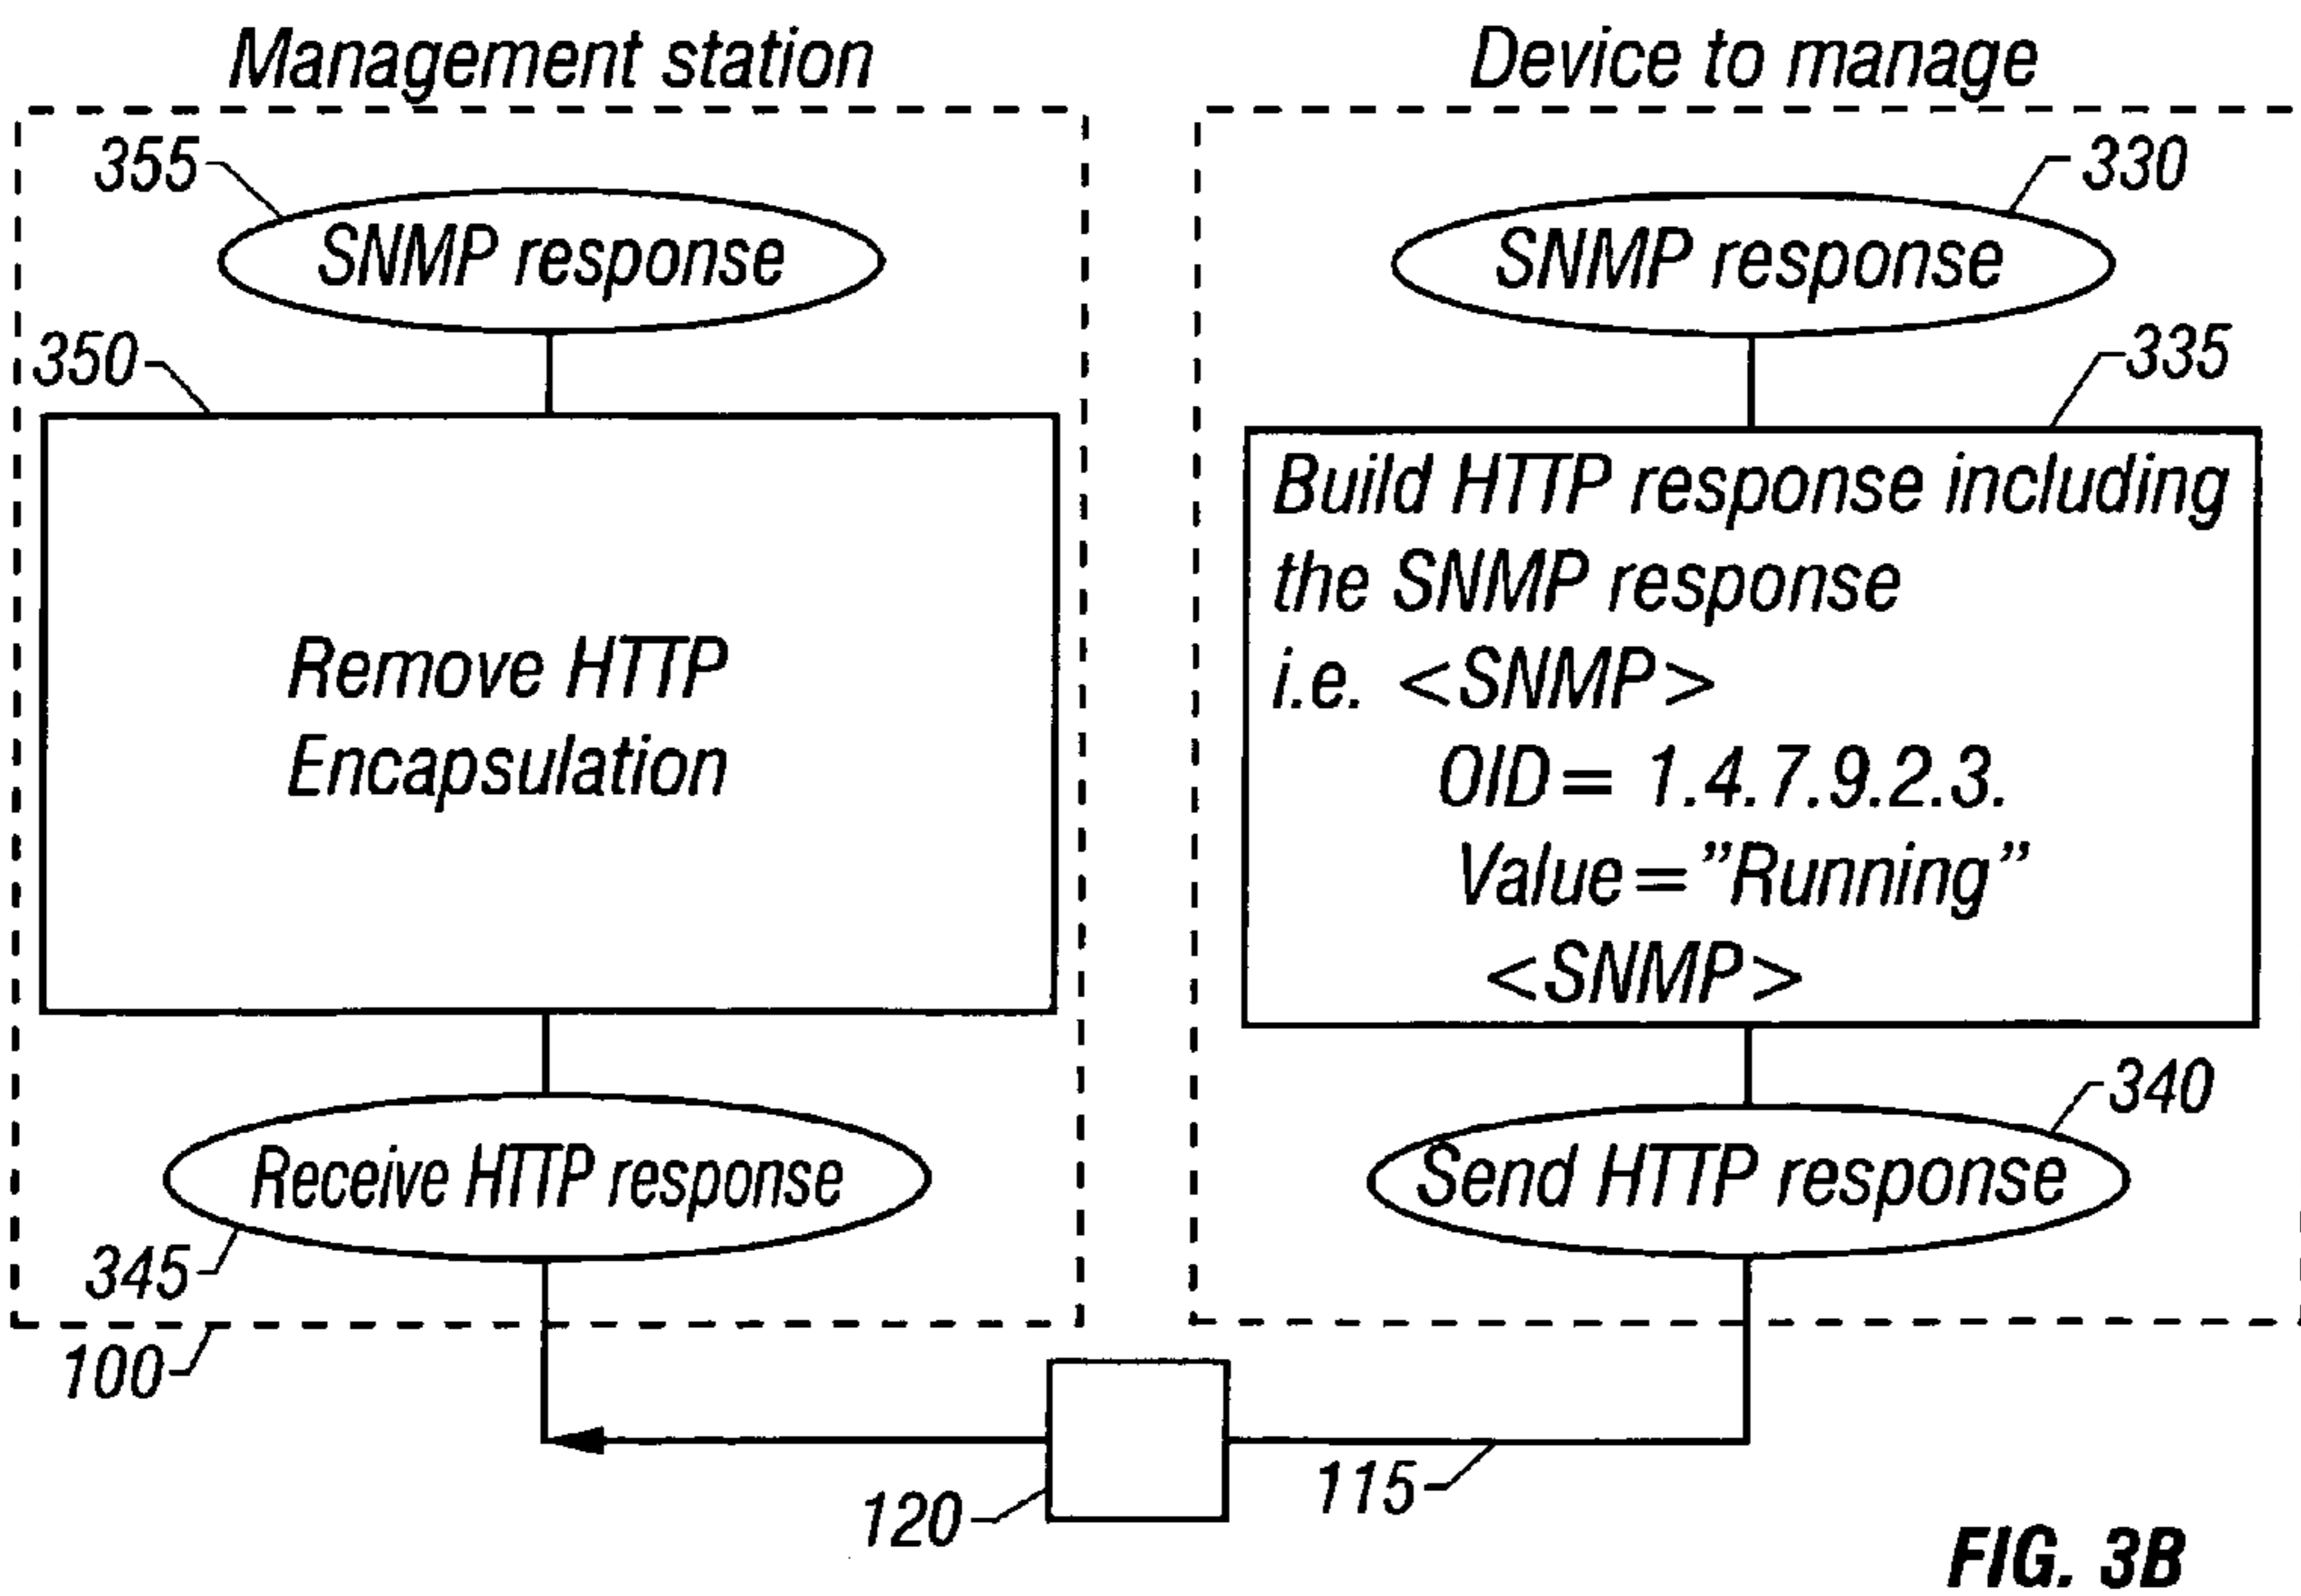 Management station
355
SNMP response
350
Remove HTTP
Encapsulation
Receive HTTP response
345
100
Device to manage
330
SNMP response
335
Build HTTP response including
the SNMP response
i.e. <SNMP>
OID = 1.4.7.9.2.3.
Value="Running"
<SNMP>
340
Send HTTP response
120
115
FIG. 3B